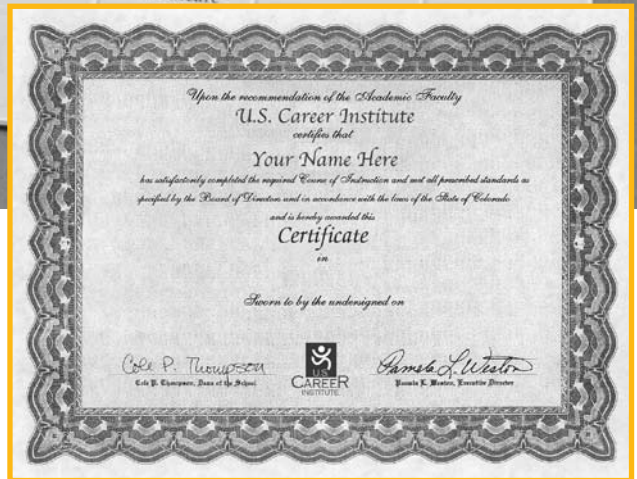 Upon the recommendation of the Academic Faculty
U.S. Career Institute
certifies that
Your Name Here
has satisfactorily completed the required Course of Instruction and met all prescribed standards as
specified by the Board of Directors and in accordance with the laws of the State of Colorado
and is hereby awarded this
Certificate
in
Sworn to by the undersigned on
Cole P. Thompson
Cole P. Thompson, Dean of the School
U.S.
CAREER
INSTITUTE
Pamela L. Weston
Pamela L. Weston, Executive Director